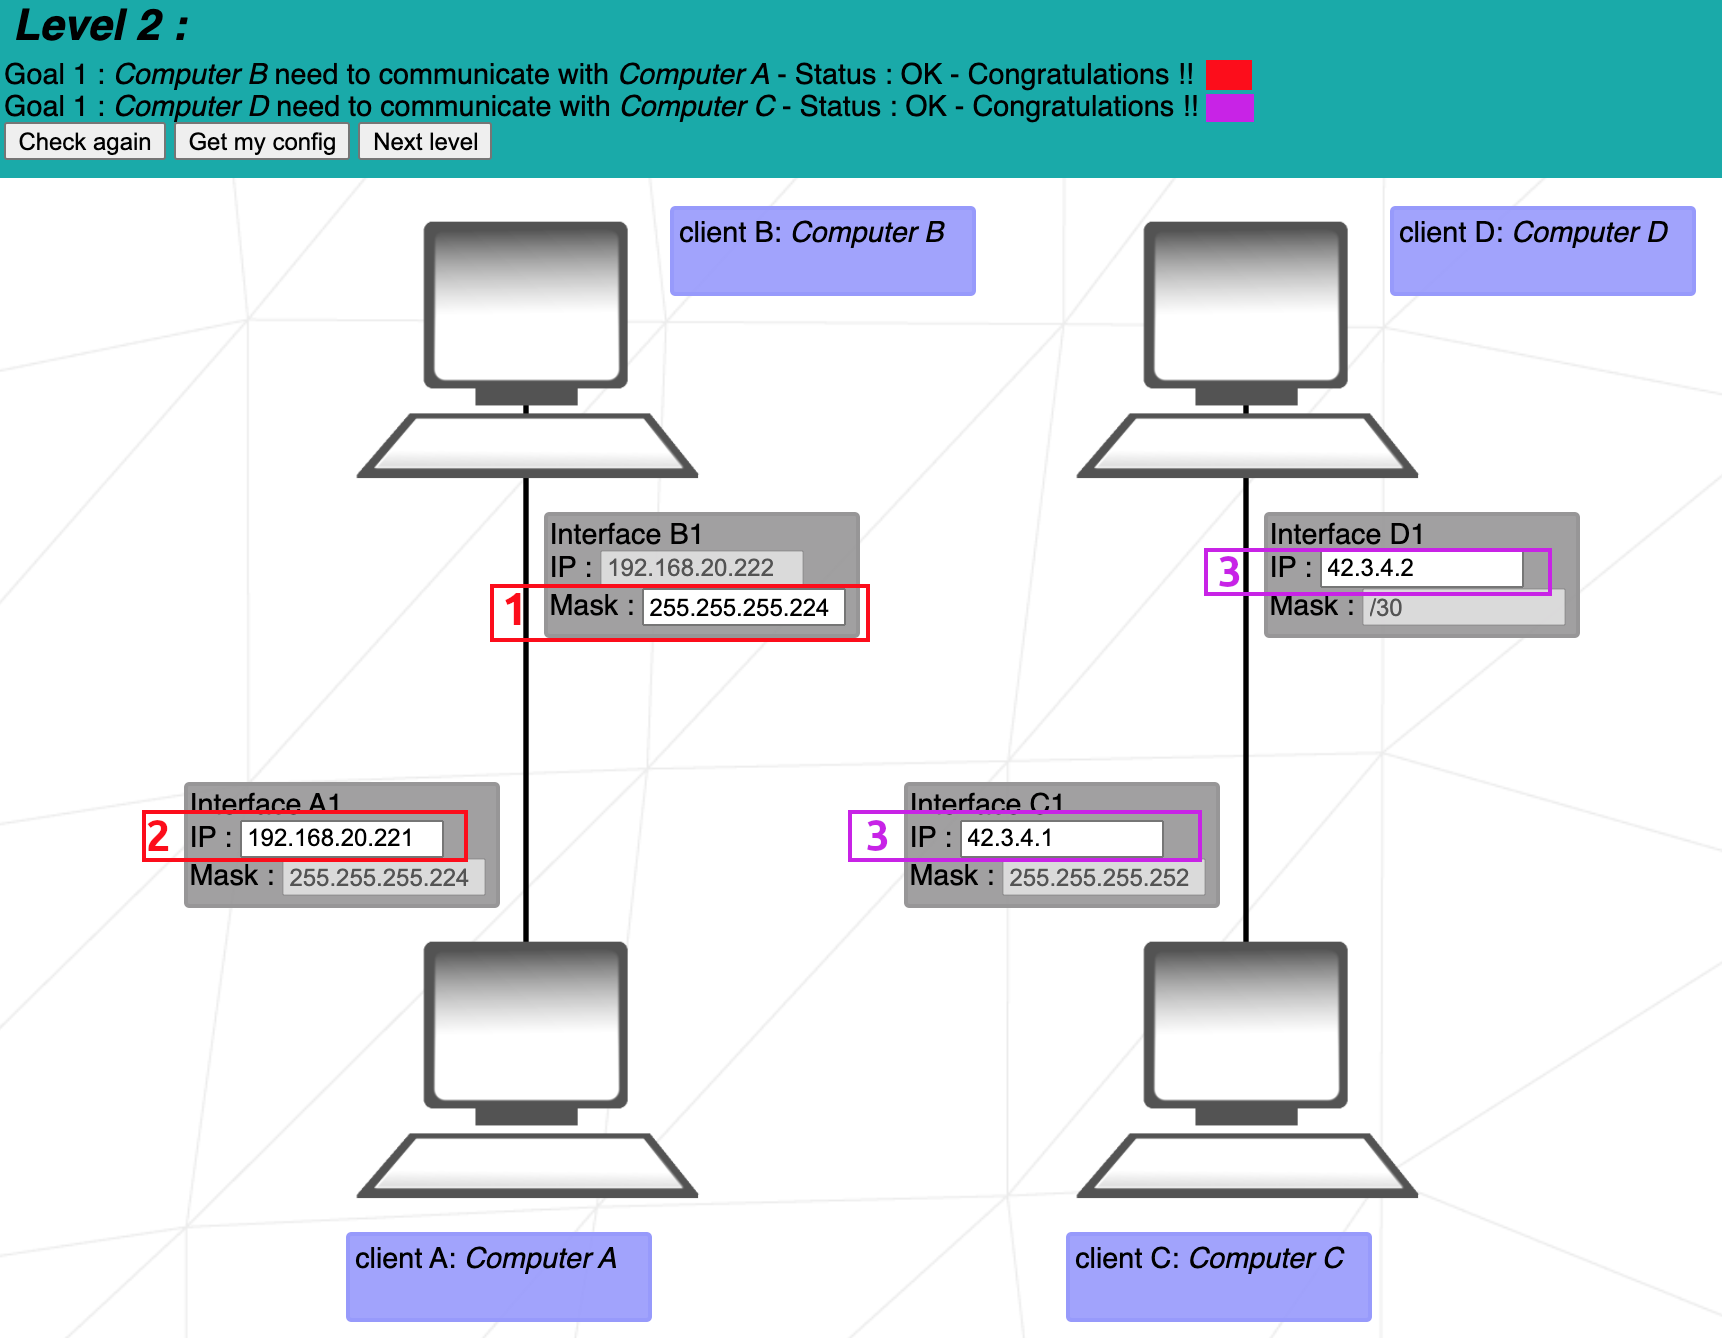 Level 2 :
Goal 1 : Computer B need to communicate with Computer A - Status : OK - Congratulations !!
Goal 1 : Computer D need to communicate with Computer C - Status : OK - Congratulations !!
Check again Get my config Next level
client B: Computer B
client D: Computer D
Interface B1
IP : 192.168.20.222
1 Mask : 255.255.255.224
Interface D1
3 IP : 42.3.4.2
Mask : /30
Interface A1
2 IP : 192.168.20.221
Mask : 255.255.255.224
Interface C1
3 IP : 42.3.4.1
Mask : 255.255.255.252
client A: Computer A
client C: Computer C